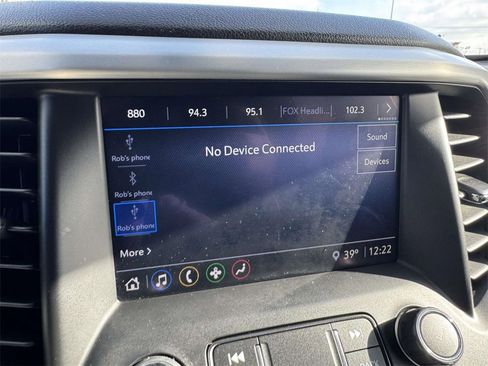 880 94.3 95.1 FOX Headli... 102.3
Rob's phone
Rob's phone
Rob's phone
No Device Connected
Sound
Devices
More
39° 12:22